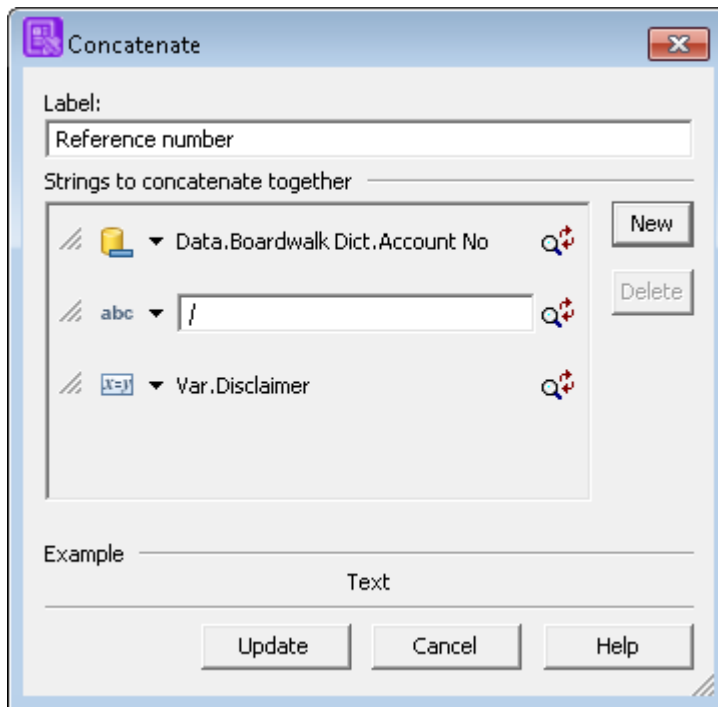 Concatenate
Label:
Reference number
Strings to concatenate together
Data.Boardwalk Dict.Account No
New
abc /
Delete
x=y Var.Disclaimer
Example
Text
Update Cancel Help